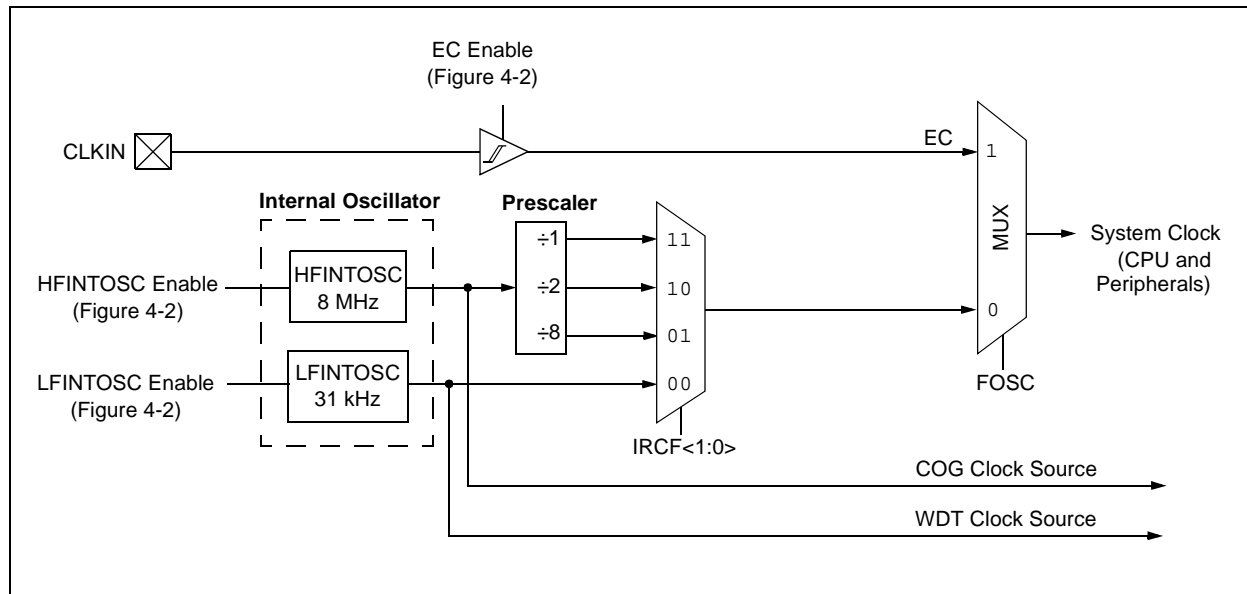 EC Enable
(Figure 4-2)
CLKIN
EC
1
MUX
0
System Clock
(CPU and
Peripherals)
FOSC
Internal Oscillator
Prescaler
HFINTOSC Enable
(Figure 4-2)
HFINTOSC
8 MHz
÷1
÷2
÷8
11
10
01
00
LFINTOSC Enable
(Figure 4-2)
LFINTOSC
31 kHz
IRCF<1:0>
COG Clock Source
WDT Clock Source